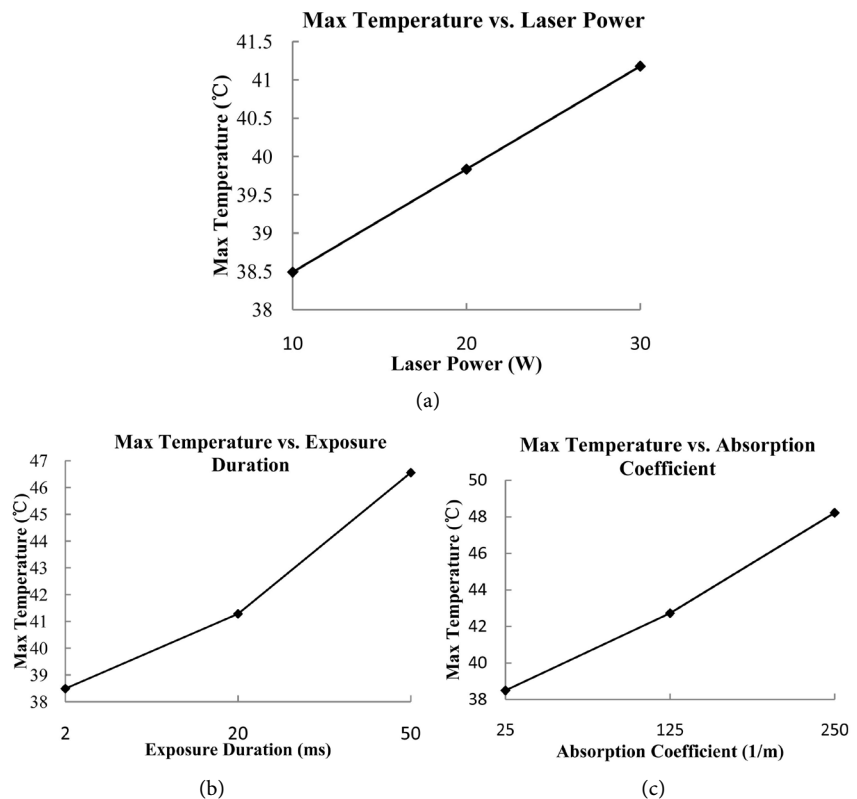 Max Temperature vs. Laser Power
Max Temperature (℃)
41.5
41
40.5
40
39.5
39
38.5
38
10 20 30
Laser Power (W)
(a)
Max Temperature vs. Exposure
Duration
Max Temperature (℃)
47
46
45
44
43
42
41
40
39
38
2 20 50
Exposure Duration (ms)
(b)
Max Temperature vs. Absorption
Coefficient
Max Temperature (℃)
50
48
46
44
42
40
38
25 125 250
Absorption Coefficient (1/m)
(c)